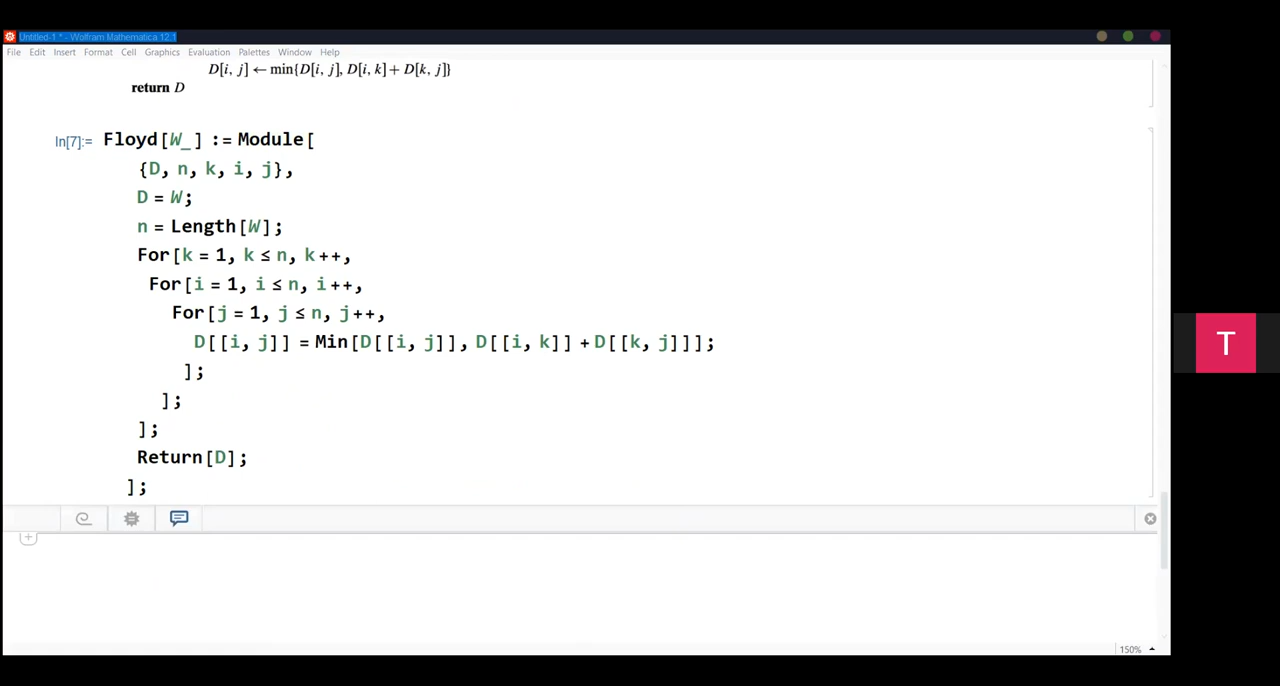 Untitled-1 * - Wolfram Mathematica 12.1
File Edit Insert Format Cell Graphics Evaluation Palettes Window Help
D[i, j] ← min{D[i, j], D[i, k] + D[k, j]}
return D
In[7]:= Floyd[W_] := Module[
{D, n, k, i, j},
D = W;
n = Length[W];
For[k = 1, k ≤ n, k++,
For[i = 1, i ≤ n, i++,
For[j = 1, j ≤ n, j++,
D[[i, j]] = Min[D[[i, j]], D[[i, k]] + D[[k, j]]];
];
];
];
Return[D];
];
T
150%